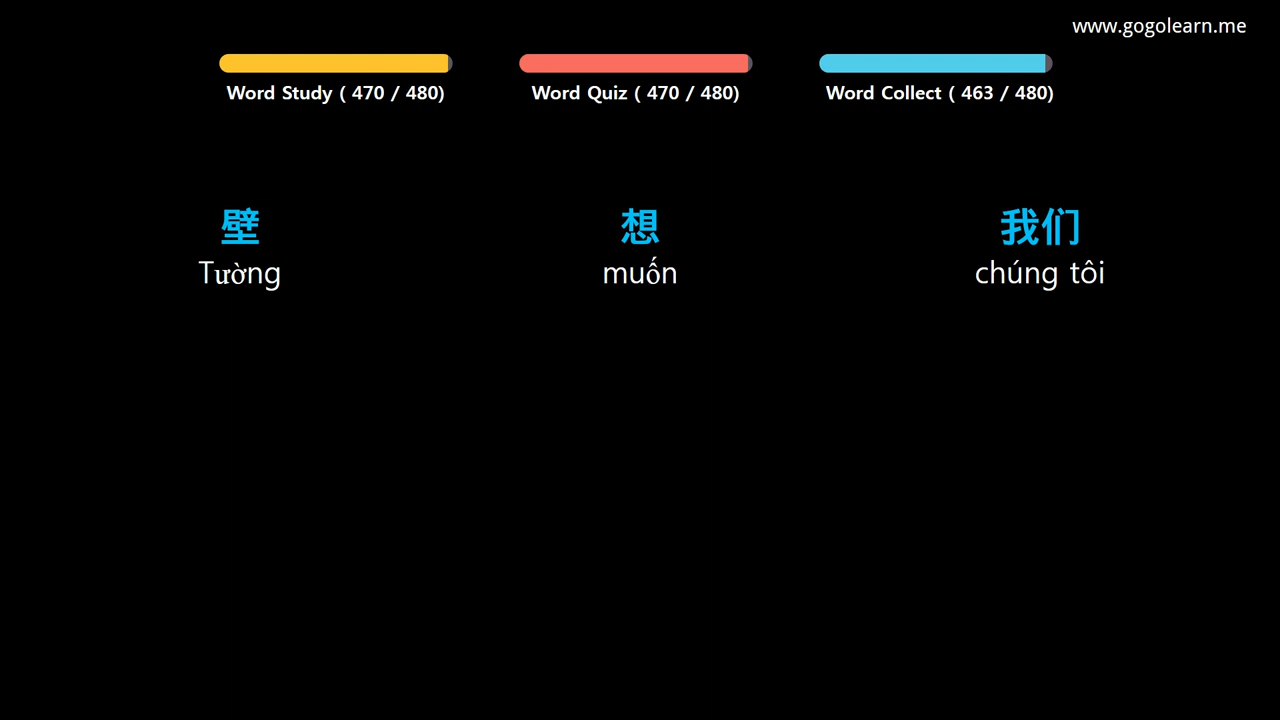 www.gogolearn.me
Word Study ( 470 / 480)
Word Quiz ( 470 / 480)
Word Collect ( 463 / 480)
壁
Tường
想
muốn
我们
chúng tôi